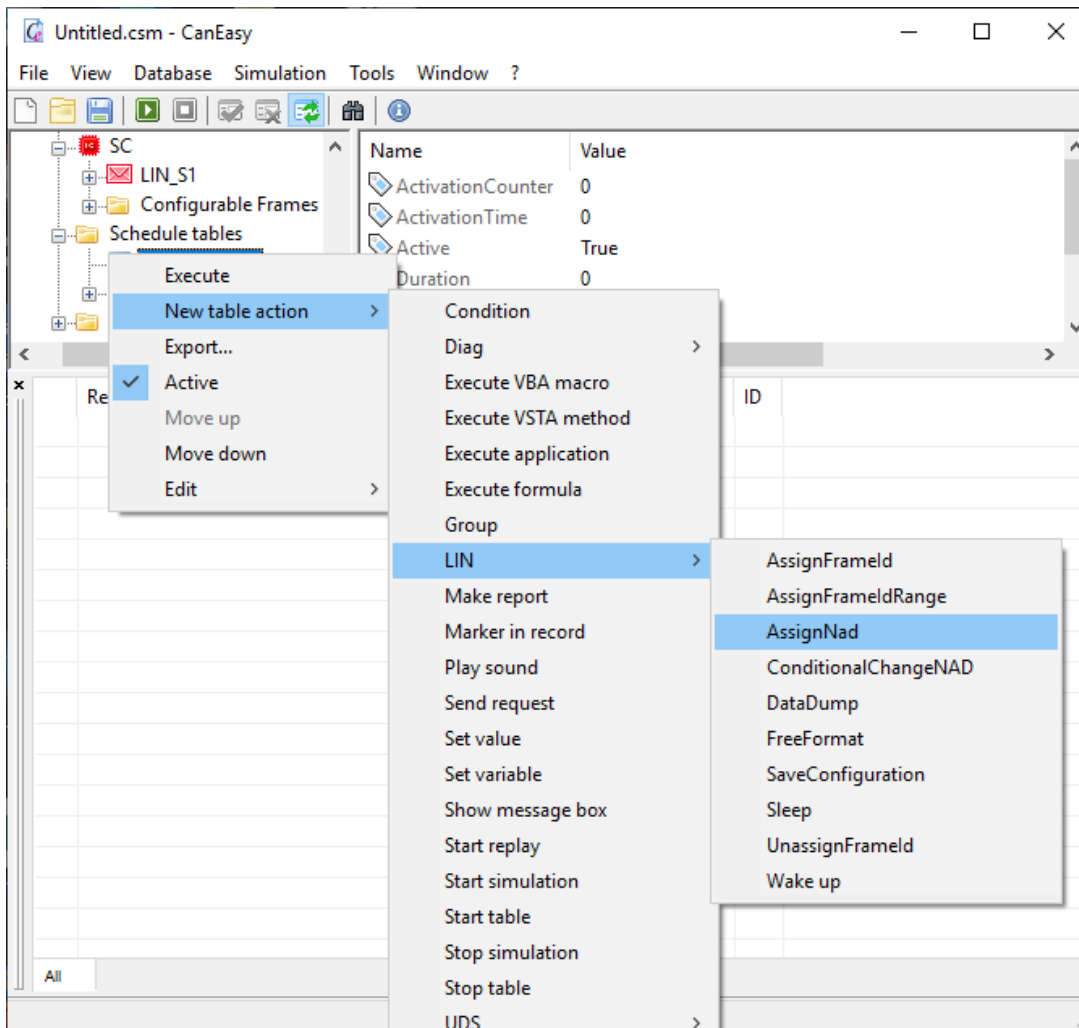 Untitled.csm - CanEasy
File View Database Simulation Tools Window ?
SC
LIN_S1
Configurable Frames
Schedule tables
Name Value
ActivationCounter 0
ActivationTime 0
Active True
Duration 0
Execute
New table action
Export...
Active
Move up
Move down
Edit
Re
ID
Condition
Diag
Execute VBA macro
Execute VSTA method
Execute application
Execute formula
Group
LIN
Make report
Marker in record
Play sound
Send request
Set value
Set variable
Show message box
Start replay
Start simulation
Start table
Stop simulation
Stop table
UDS
AssignFrameId
AssignFrameIdRange
AssignNad
ConditionalChangeNAD
DataDump
FreeFormat
SaveConfiguration
Sleep
UnassignFrameId
Wake up
All